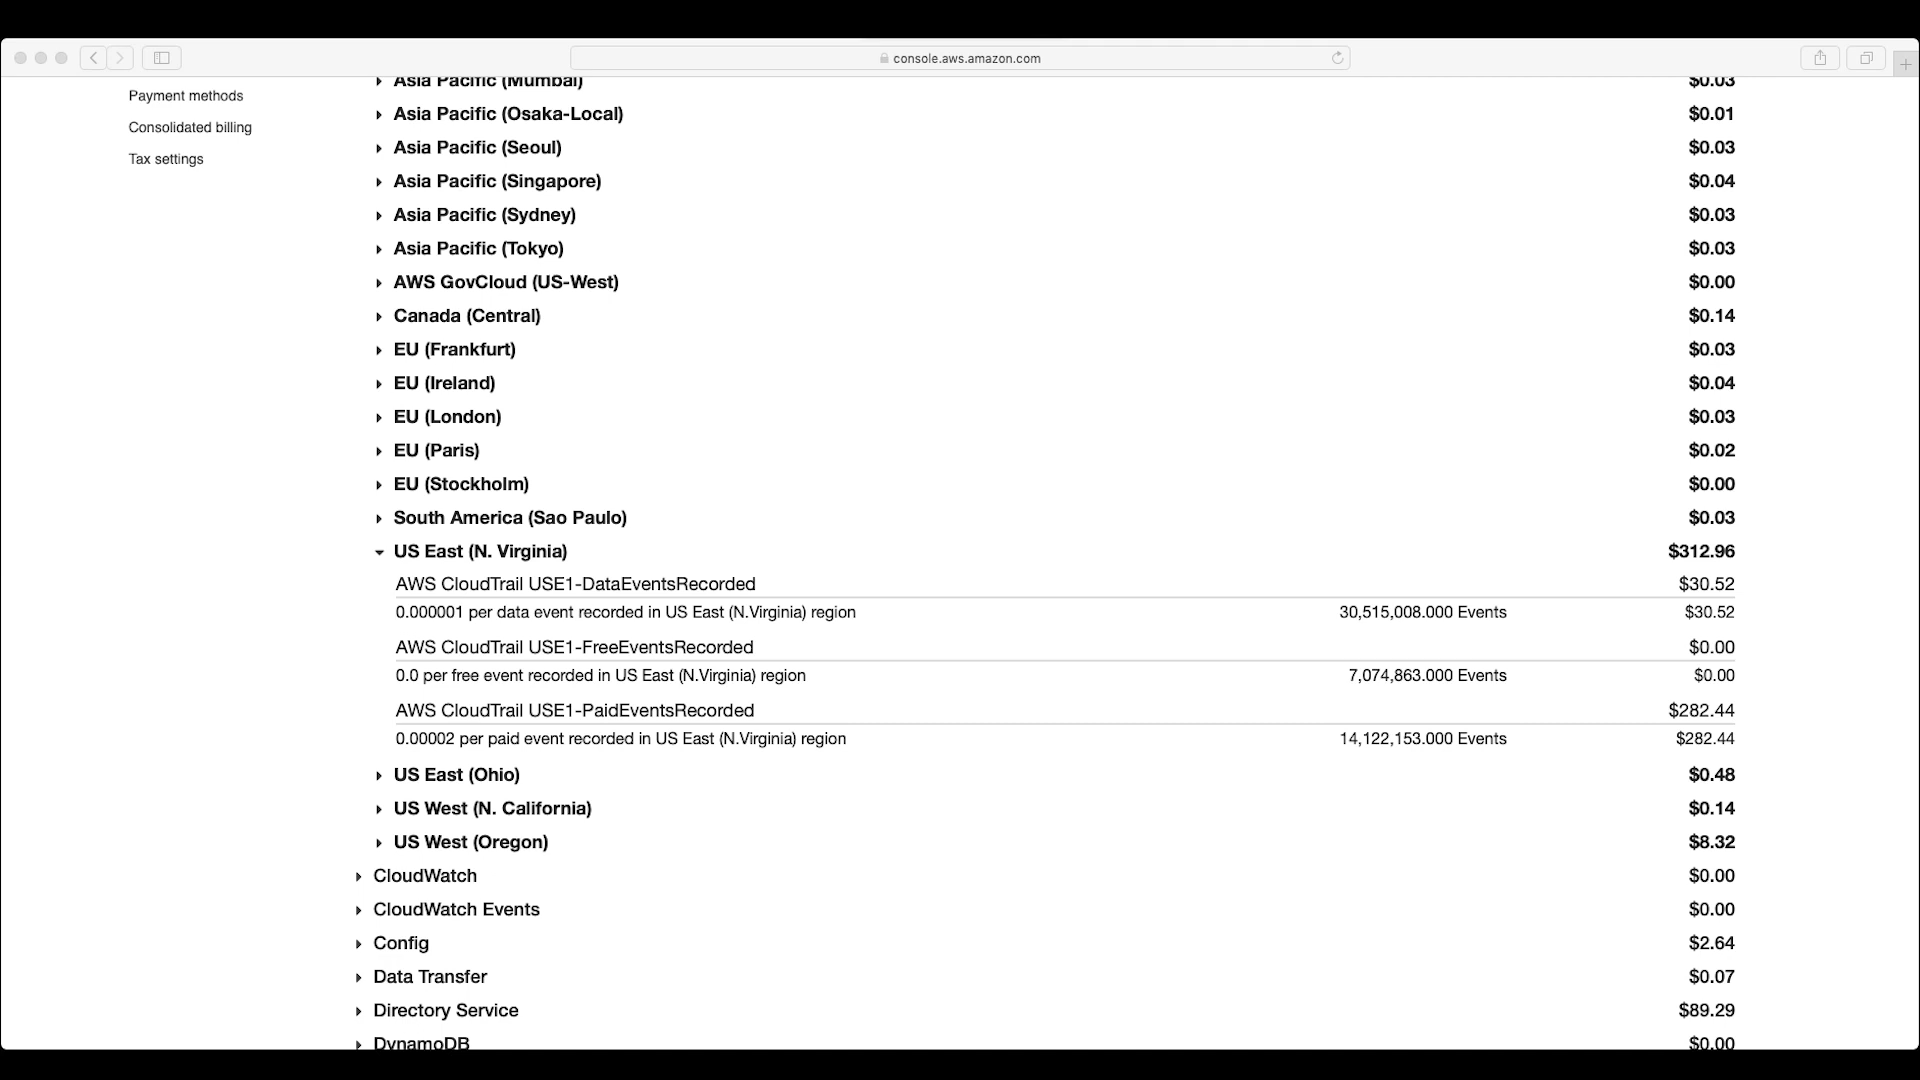 console.aws.amazon.com
Payment methods
Consolidated billing
Tax settings
Asia Pacific (Mumbai) $0.03
Asia Pacific (Osaka-Local) $0.01
Asia Pacific (Seoul) $0.03
Asia Pacific (Singapore) $0.04
Asia Pacific (Sydney) $0.03
Asia Pacific (Tokyo) $0.03
AWS GovCloud (US-West) $0.00
Canada (Central) $0.14
EU (Frankfurt) $0.03
EU (Ireland) $0.04
EU (London) $0.03
EU (Paris) $0.02
EU (Stockholm) $0.00
South America (Sao Paulo) $0.03
US East (N. Virginia) $312.96
AWS CloudTrail USE1-DataEventsRecorded $30.52
0.000001 per data event recorded in US East (N.Virginia) region 30,515,008.000 Events $30.52
AWS CloudTrail USE1-FreeEventsRecorded $0.00
0.0 per free event recorded in US East (N.Virginia) region 7,074,863.000 Events $0.00
AWS CloudTrail USE1-PaidEventsRecorded $282.44
0.00002 per paid event recorded in US East (N.Virginia) region 14,122,153.000 Events $282.44
US East (Ohio) $0.48
US West (N. California) $0.14
US West (Oregon) $8.32
CloudWatch $0.00
CloudWatch Events $0.00
Config $2.64
Data Transfer $0.07
Directory Service $89.29
DynamoDB $0.00